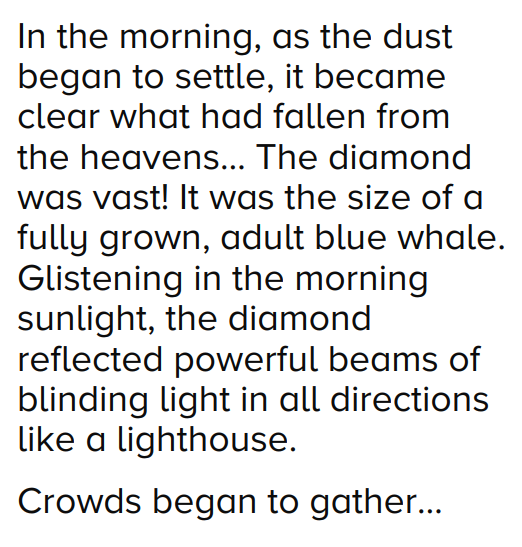 In the morning, as the dust
began to settle, it became
clear what had fallen from
the heavens... The diamond
was vast! It was the size of a
fully grown, adult blue whale.
Glistening in the morning
sunlight, the diamond
reflected powerful beams of
blinding light in all directions
like a lighthouse.
Crowds began to gather...